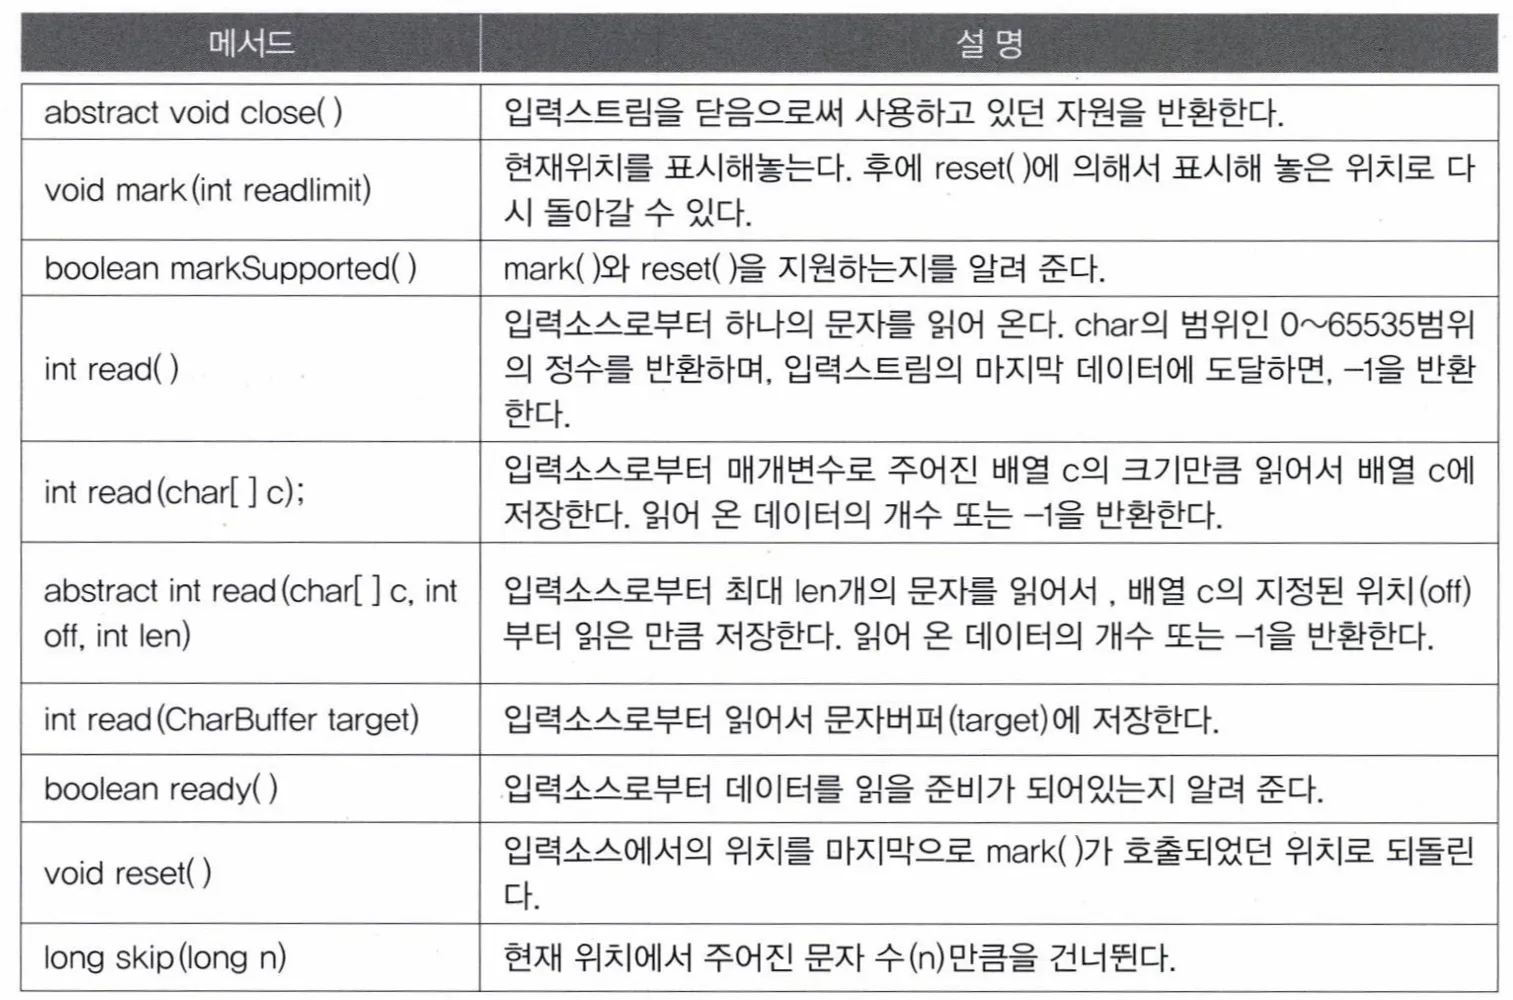 메서드
설 명
abstract void close( )
입력스트림을 닫음으로써 사용하고 있던 자원을 반환한다.
void mark(int readlimit)
현재위치를 표시해놓는다. 후에 reset( )에 의해서 표시해 놓은 위치로 다
시 돌아갈 수 있다.
boolean markSupported( )
mark( )와 reset( )을 지원하는지를 알려 준다.
int read( )
입력소스로부터 하나의 문자를 읽어 온다. char의 범위인 0~65535범위
의 정수를 반환하며, 입력스트림의 마지막 데이터에 도달하면, –1을 반환
한다.
int read(char[ ] c);
입력소스로부터 매개변수로 주어진 배열 c의 크기만큼 읽어서 배열 c에
저장한다. 읽어 온 데이터의 개수 또는 –1을 반환한다.
abstract int read(char[ ] c, int
off, int len)
입력소스로부터 최대 len개의 문자를 읽어서 , 배열 c의 지정된 위치(off)
부터 읽은 만큼 저장한다. 읽어 온 데이터의 개수 또는 –1을 반환한다.
int read(CharBuffer target)
입력소스로부터 읽어서 문자버퍼(target)에 저장한다.
boolean ready( )
입력소스로부터 데이터를 읽을 준비가 되어있는지 알려 준다.
void reset( )
입력소스에서의 위치를 마지막으로 mark( )가 호출되었던 위치로 되돌린
다.
long skip(long n)
현재 위치에서 주어진 문자 수(n)만큼을 건너뛴다.